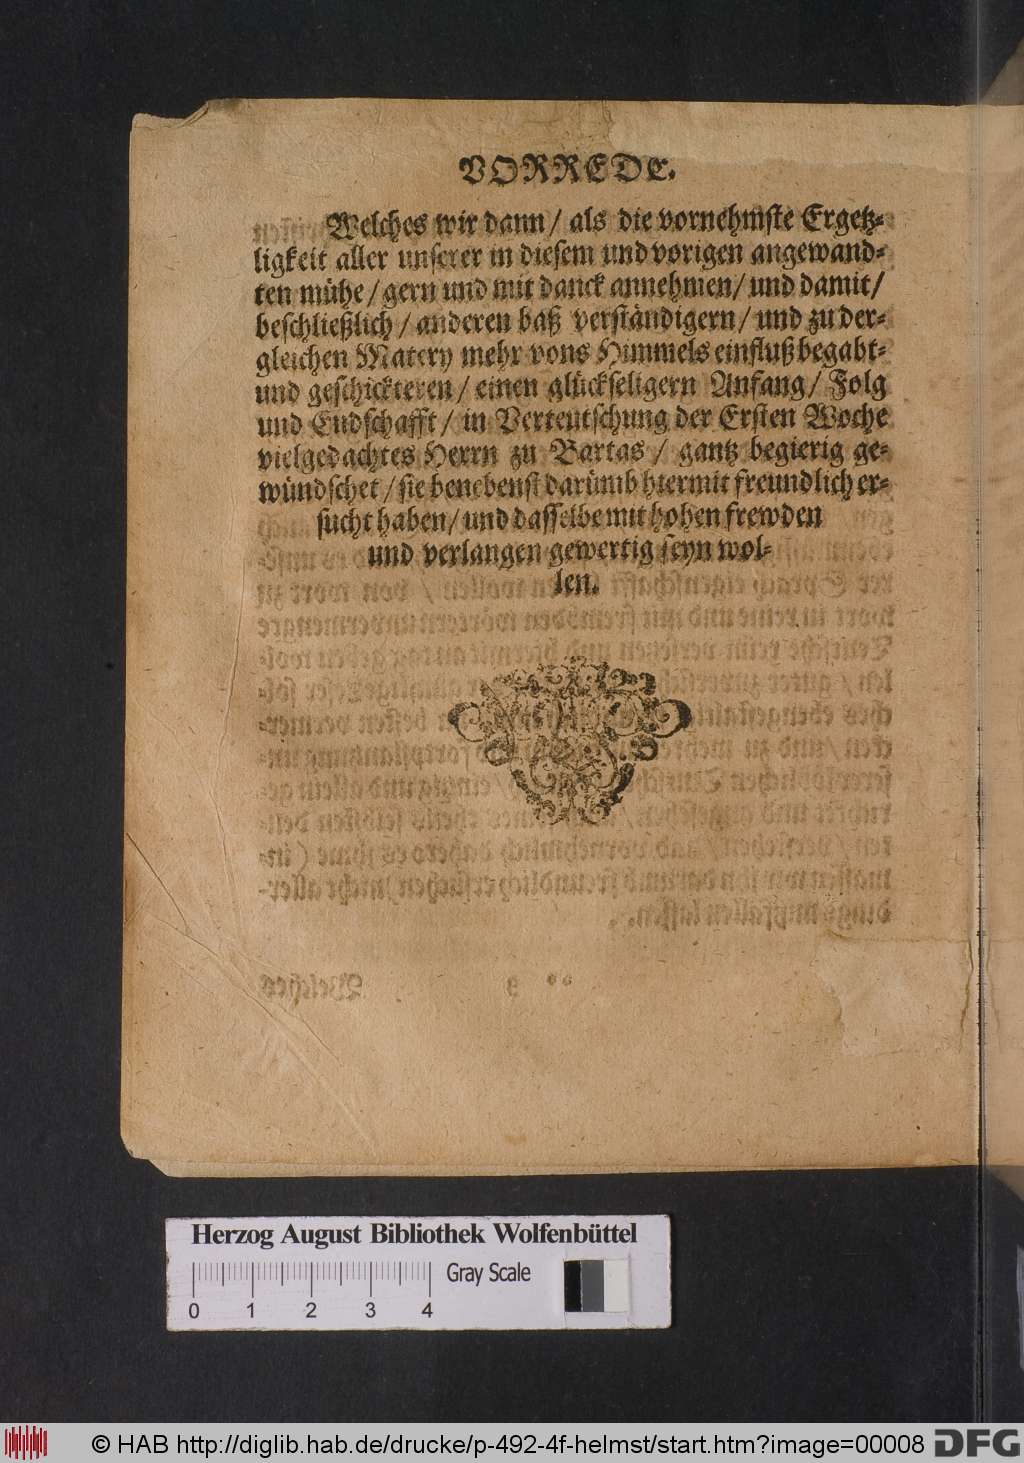 VORREDE.
Welches wir dann / als die vornehmste Ergetz-
ligkeit aller unserer in diesem und vorigen angewand-
ten mühe / gern und mit danck annehmen / und damit /
beschließlich / anderen baß verständigern / und zu der-
gleichen Matery mehr vons Himmels einfluß begabt-
und geschickteren / einen glückseligern Anfang / Folg
und Endschafft / in Verteutschung der Ersten Woche
vielgedachtes Herrn zu Bartas / gantz begierig ge-
wündschet / sie benebenst darümb hiermit freundlich er-
sucht haben / und dasselbe mit hohen frewden
und verlangen gewertig seyn wol-
len.
Herzog August Bibliothek Wolfenbüttel
Gray Scale
0 1 2 3 4
© HAB http://diglib.hab.de/drucke/p-492-4f-helmst/start.htm?image=00008 DFG